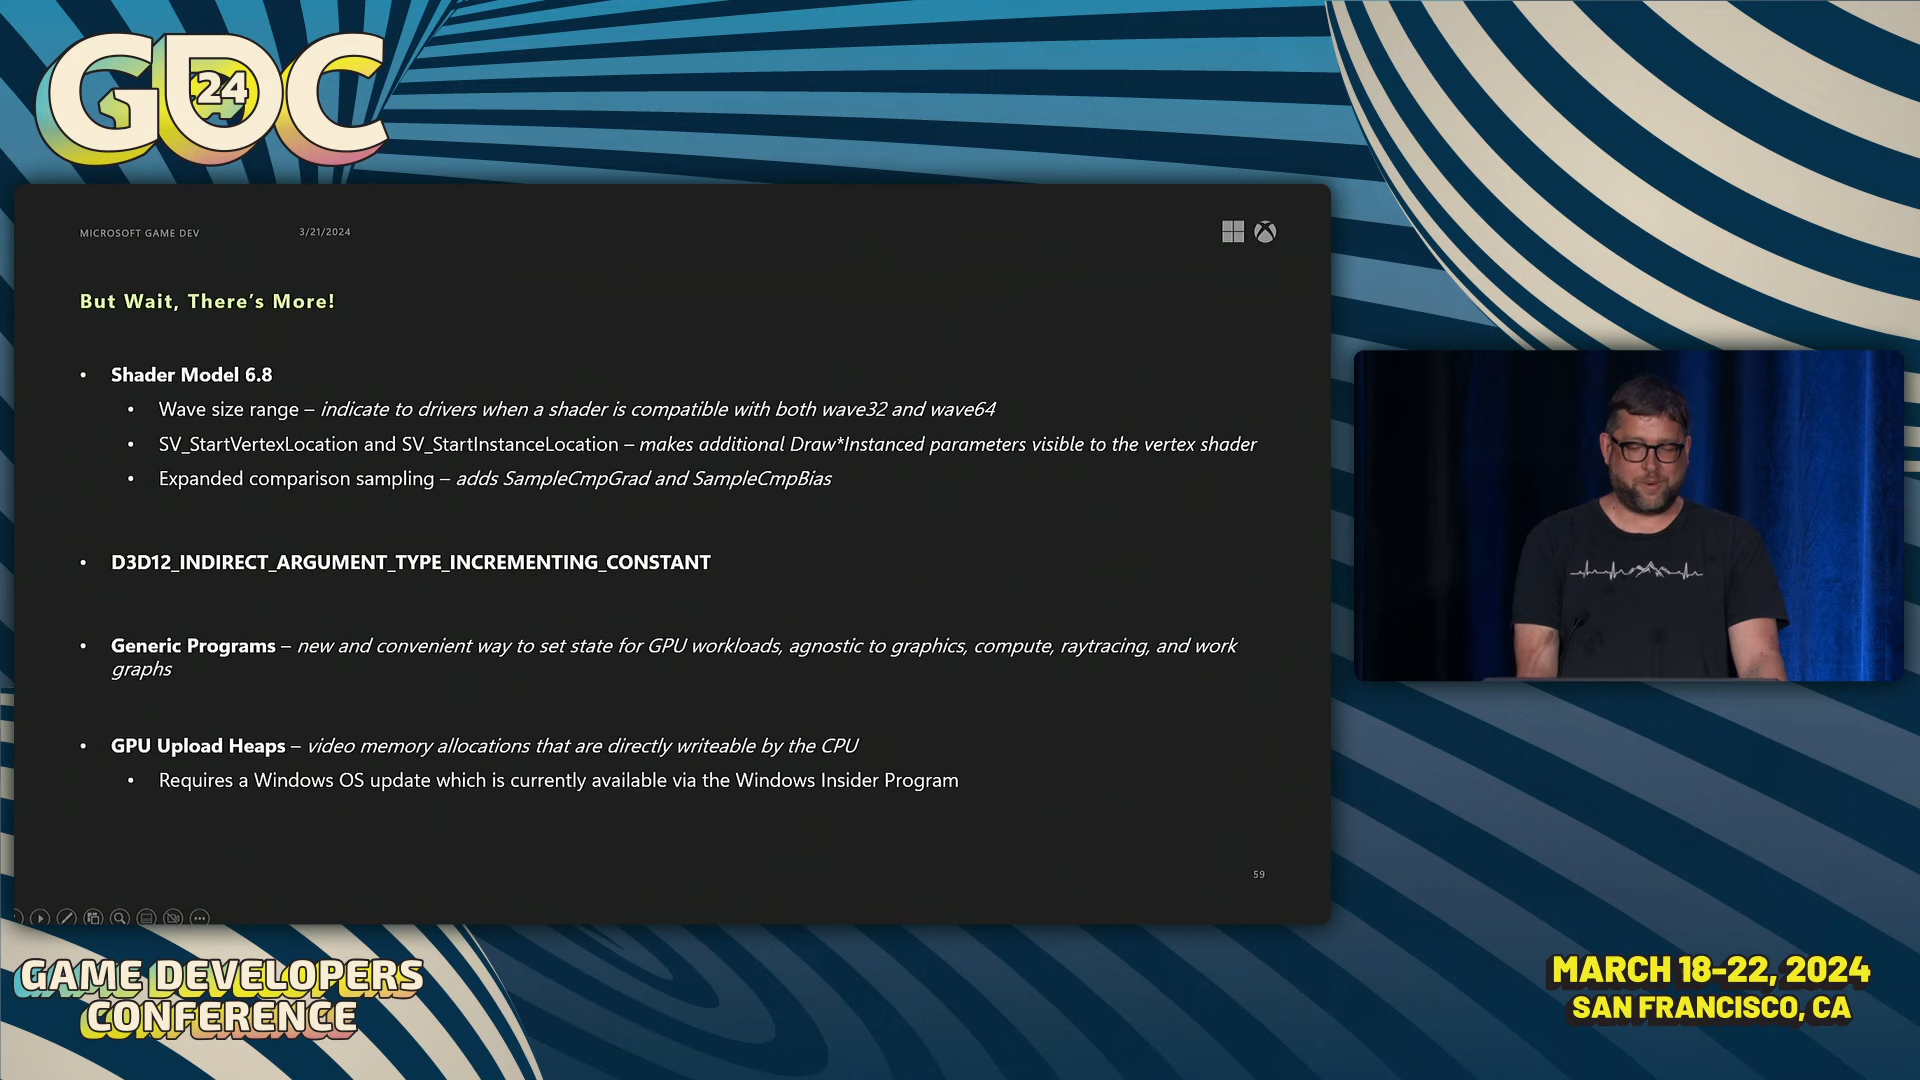 GDC
24
MICROSOFT GAME DEV
3/21/2024
But Wait, There's More!
• Shader Model 6.8
• Wave size range – indicate to drivers when a shader is compatible with both wave32 and wave64
• SV_StartVertexLocation and SV_StartInstanceLocation – makes additional Draw*Instanced parameters visible to the vertex shader
• Expanded comparison sampling – adds SampleCmpGrad and SampleCmpBias
• D3D12_INDIRECT_ARGUMENT_TYPE_INCREMENTING_CONSTANT
• Generic Programs – new and convenient way to set state for GPU workloads, agnostic to graphics, compute, raytracing, and work
graphs
• GPU Upload Heaps – video memory allocations that are directly writeable by the CPU
• Requires a Windows OS update which is currently available via the Windows Insider Program
59
GAME DEVELOPERS
CONFERENCE
MARCH 18-22, 2024
SAN FRANCISCO, CA